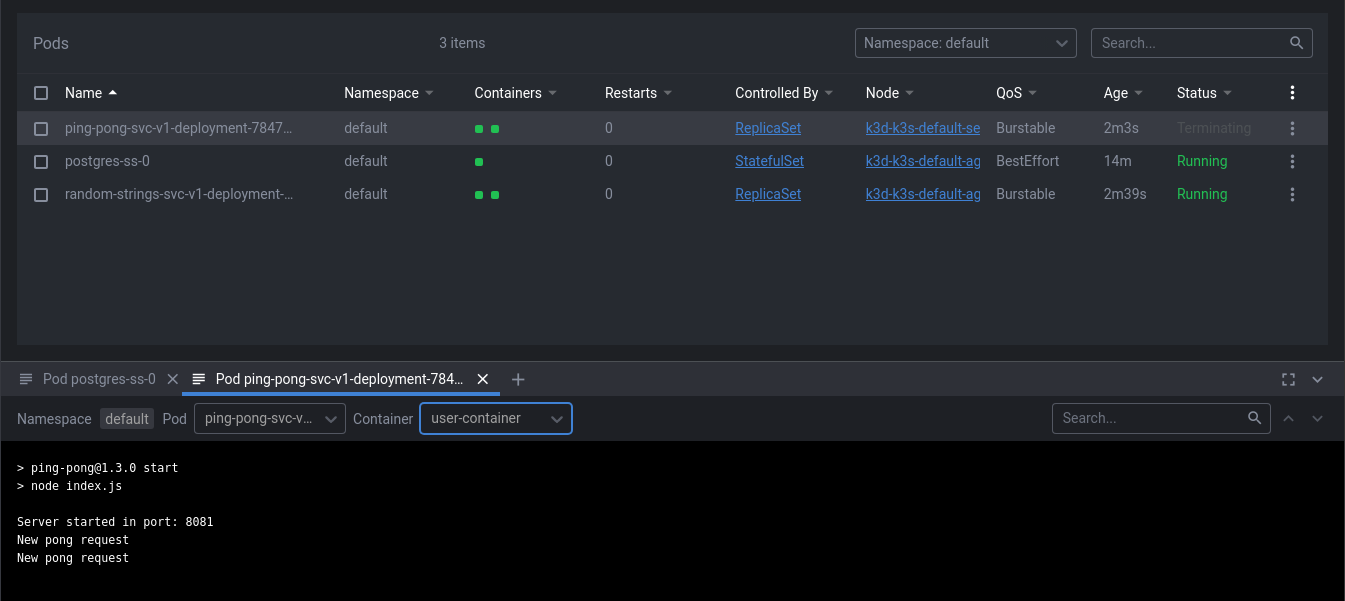 Pods 3 items Namespace: default Search...
Name Namespace Containers Restarts Controlled By Node QoS Age Status
ping-pong-svc-v1-deployment-7847... default 0 ReplicaSet k3d-k3s-default-se Burstable 2m3s Terminating
postgres-ss-0 default 0 StatefulSet k3d-k3s-default-ag BestEffort 14m Running
random-strings-svc-v1-deployment-... default 0 ReplicaSet k3d-k3s-default-ag Burstable 2m39s Running
Pod postgres-ss-0 Pod ping-pong-svc-v1-deployment-784...
Namespace default Pod ping-pong-svc-v... Container user-container Search...
> ping-pong@1.3.0 start
> node index.js
Server started in port: 8081
New pong request
New pong request